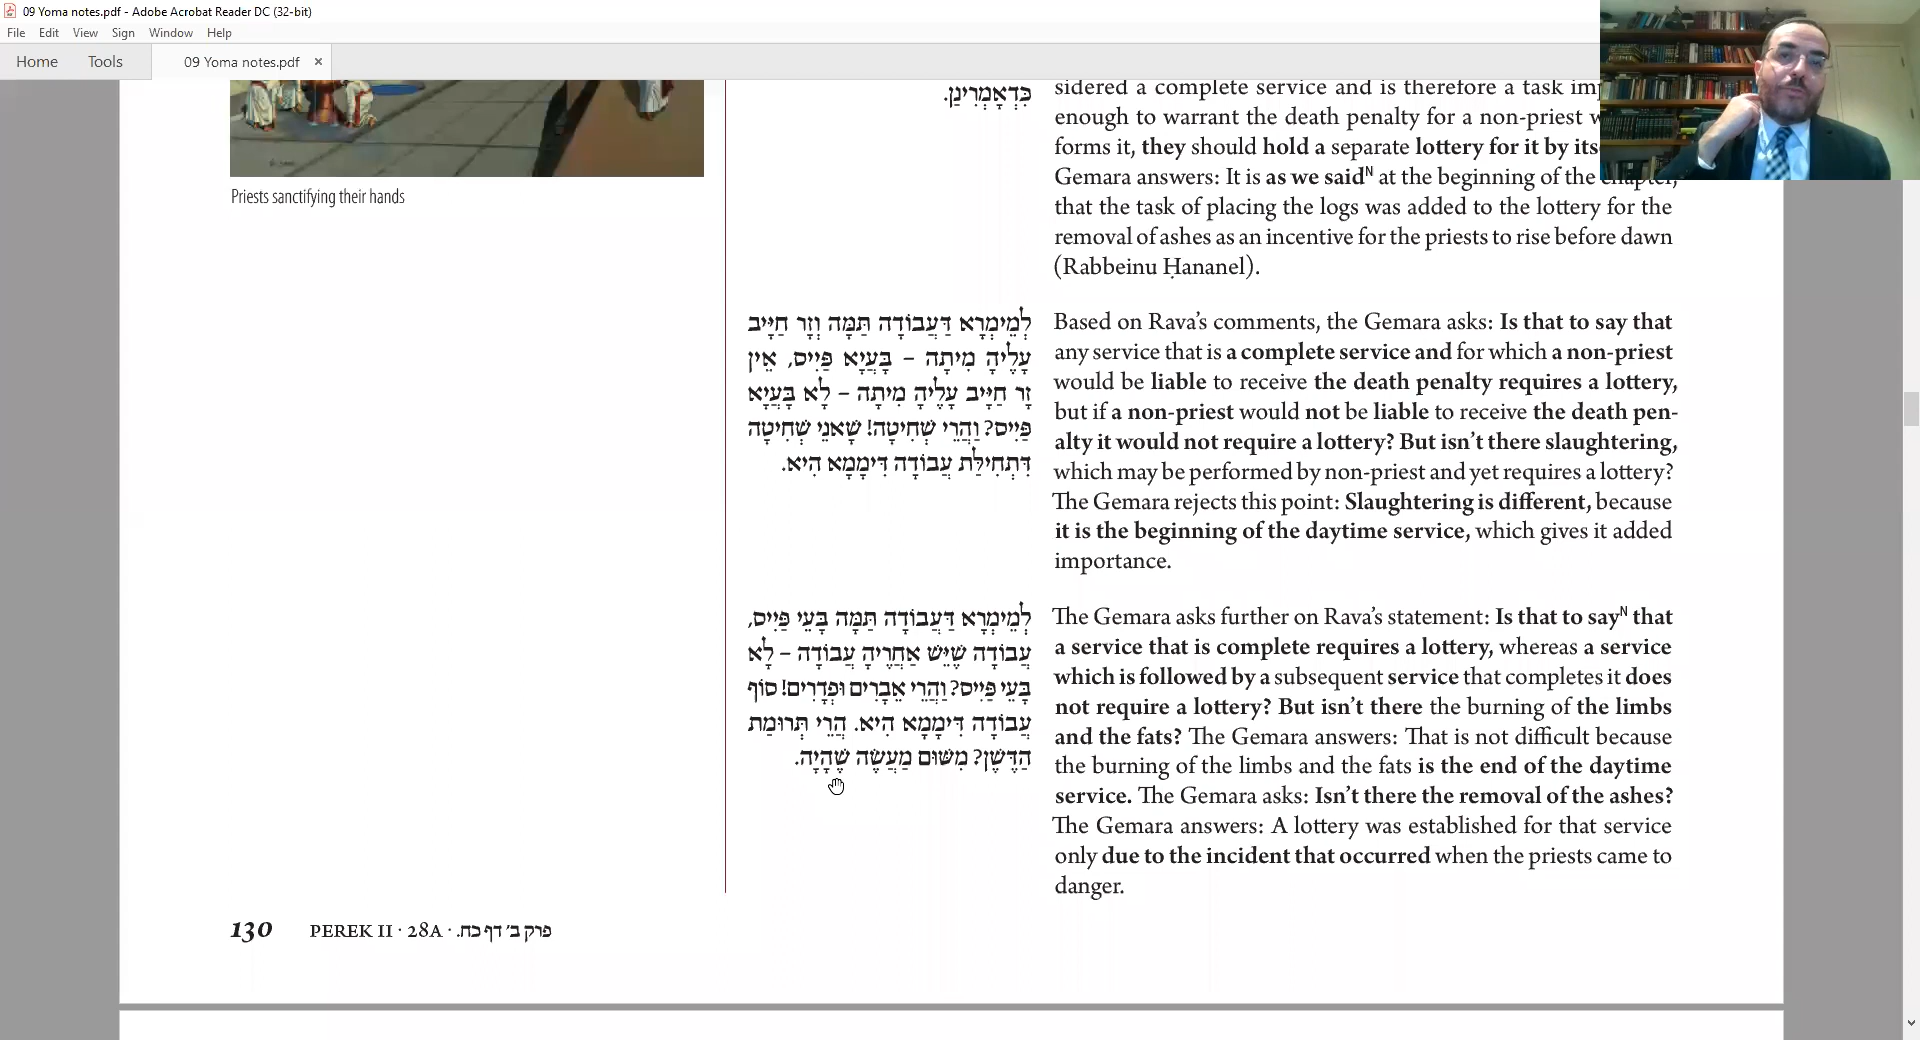 09 Yoma notes.pdf - Adobe Acrobat Reader DC (32-bit)
File Edit View Sign Window Help
Home Tools 09 Yoma notes.pdf ×
Priests sanctifying their hands
כִּדְאָמְרִינַן.
לְמֵימְרָא דַּעֲבוֹדָה תַּמָּה וְזָר חַיָּיב
עָלֶיהָ מִיתָה – בָּעֲיָא פַּיִיס, אֵין
זָר חַיָּיב עָלֶיהָ מִיתָה – לָא בָּעֲיָא
פַּיִיס? וַהֲרֵי שְׁחִיטָה! שָׁאנֵי שְׁחִיטָה
דִּתְחִילַּת עֲבוֹדָה דִּימָמָא הִיא.
לְמֵימְרָא דַּעֲבוֹדָה תַּמָּה בָּעֵי פַּיִיס,
עֲבוֹדָה שֶׁיֵּשׁ אַחֲרֶיהָ עֲבוֹדָה – לָא
בָּעֵי פַּיִיס? וַהֲרֵי אֵבָרִים וּפְדָרִים! סוֹף
עֲבוֹדָה דִּימָמָא הִיא. הֲרֵי תְּרוּמַת
הַדֶּשֶׁן? מִשּׁוּם מַעֲשֶׂה שֶׁהָיָה.
sidered a complete service and is therefore a task
enough to warrant the death penalty for a non-priest
forms it, they should hold a separate lottery for it by
Gemara answers: It is as we saidᴺ at the beginning of the chapter,
that the task of placing the logs was added to the lottery for the
removal of ashes as an incentive for the priests to rise before dawn
(Rabbeinu Ḥananel).
Based on Rava’s comments, the Gemara asks: Is that to say that
any service that is a complete service and for which a non-priest
would be liable to receive the death penalty requires a lottery,
but if a non-priest would not be liable to receive the death pen-
alty it would not require a lottery? But isn’t there slaughtering,
which may be performed by non-priest and yet requires a lottery?
The Gemara rejects this point: Slaughtering is different, because
it is the beginning of the daytime service, which gives it added
importance.
The Gemara asks further on Rava’s statement: Is that to sayᴺ that
a service that is complete requires a lottery, whereas a service
which is followed by a subsequent service that completes it does
not require a lottery? But isn’t there the burning of the limbs
and the fats? The Gemara answers: That is not difficult because
the burning of the limbs and the fats is the end of the daytime
service. The Gemara asks: Isn’t there the removal of the ashes?
The Gemara answers: A lottery was established for that service
only due to the incident that occurred when the priests came to
danger.
130 PEREK II · 28A · פרק ב׳ דף כח.